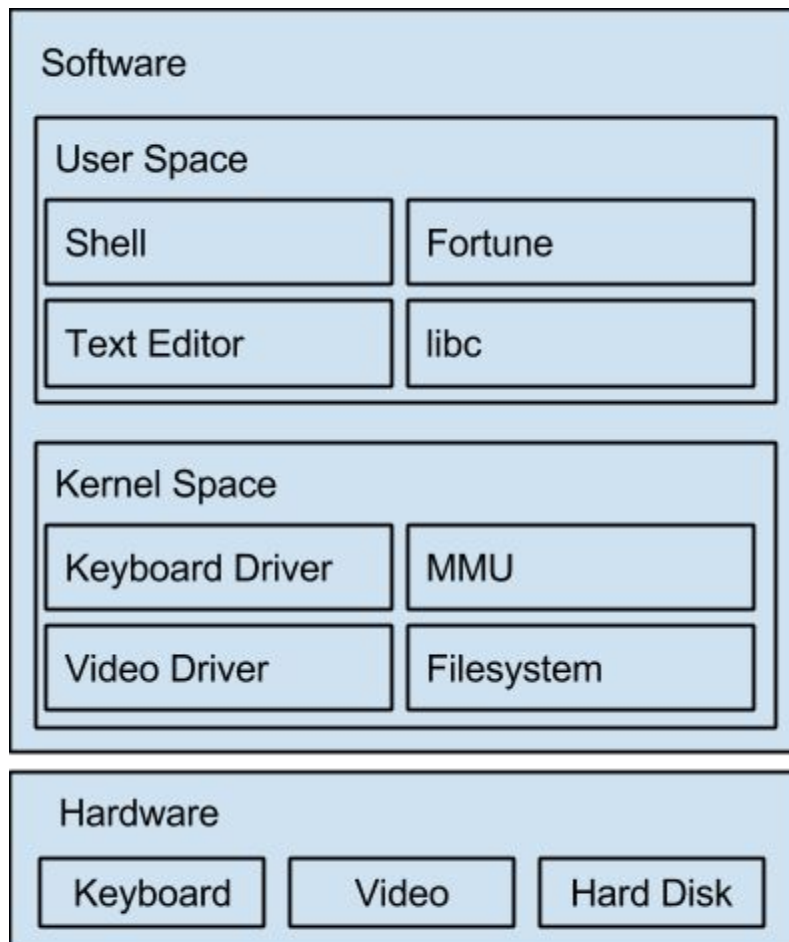 Software
User Space
Shell
Fortune
Text Editor
libc
Kernel Space
Keyboard Driver
MMU
Video Driver
Filesystem
Hardware
Keyboard
Video
Hard Disk